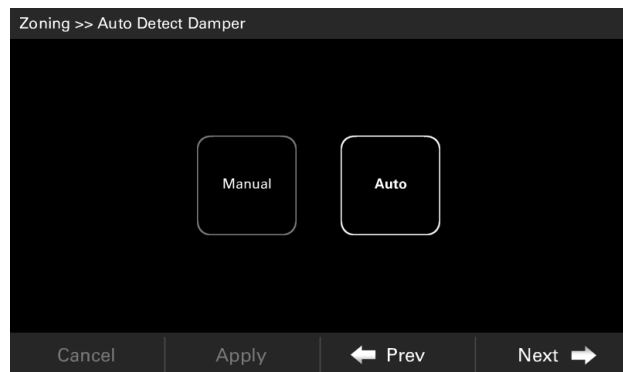 Zoning >> Auto Detect Damper
Manual
Auto
Cancel
Apply
Prev
Next